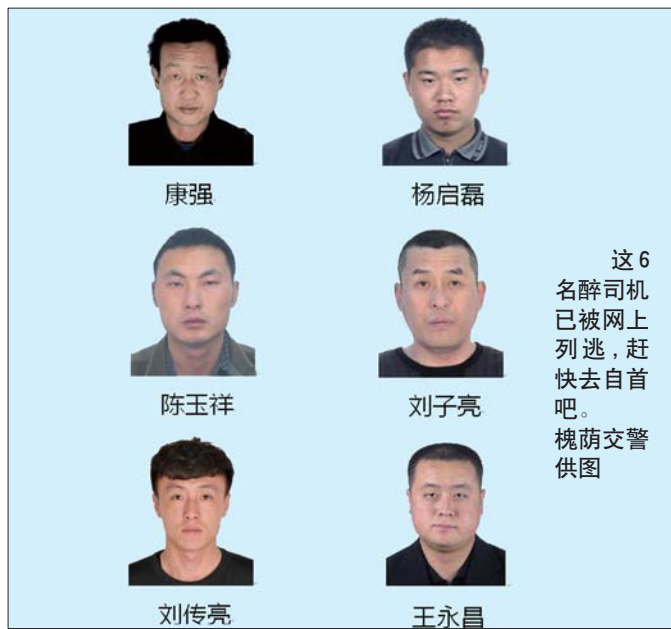 康强
杨启磊
陈玉祥
刘子亮
刘传亮
王永昌
这6
名醉司机
已被网上
列逃,赶
快去自首
吧。
槐荫交警
供图